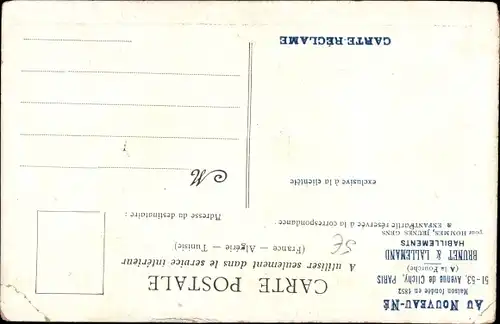 CARTE POSTALE
A utiliser seulement dans le service intérieur
(France — Algérie — Tunisie)
5€
Adresse du destinataire :
M
AU NOUVEAU-NÉ
Maison fondée en 1852
51-53, Avenue de Clichy, PARIS
(A la Fourche)
BRUNET & LALLEMAND
HABILLEMENTS
pour HOMMES, JEUNES GENS
& ENFANTS
Partie réservée à la correspondance :
exclusive à la clientèle
CARTE-RÉCLAME